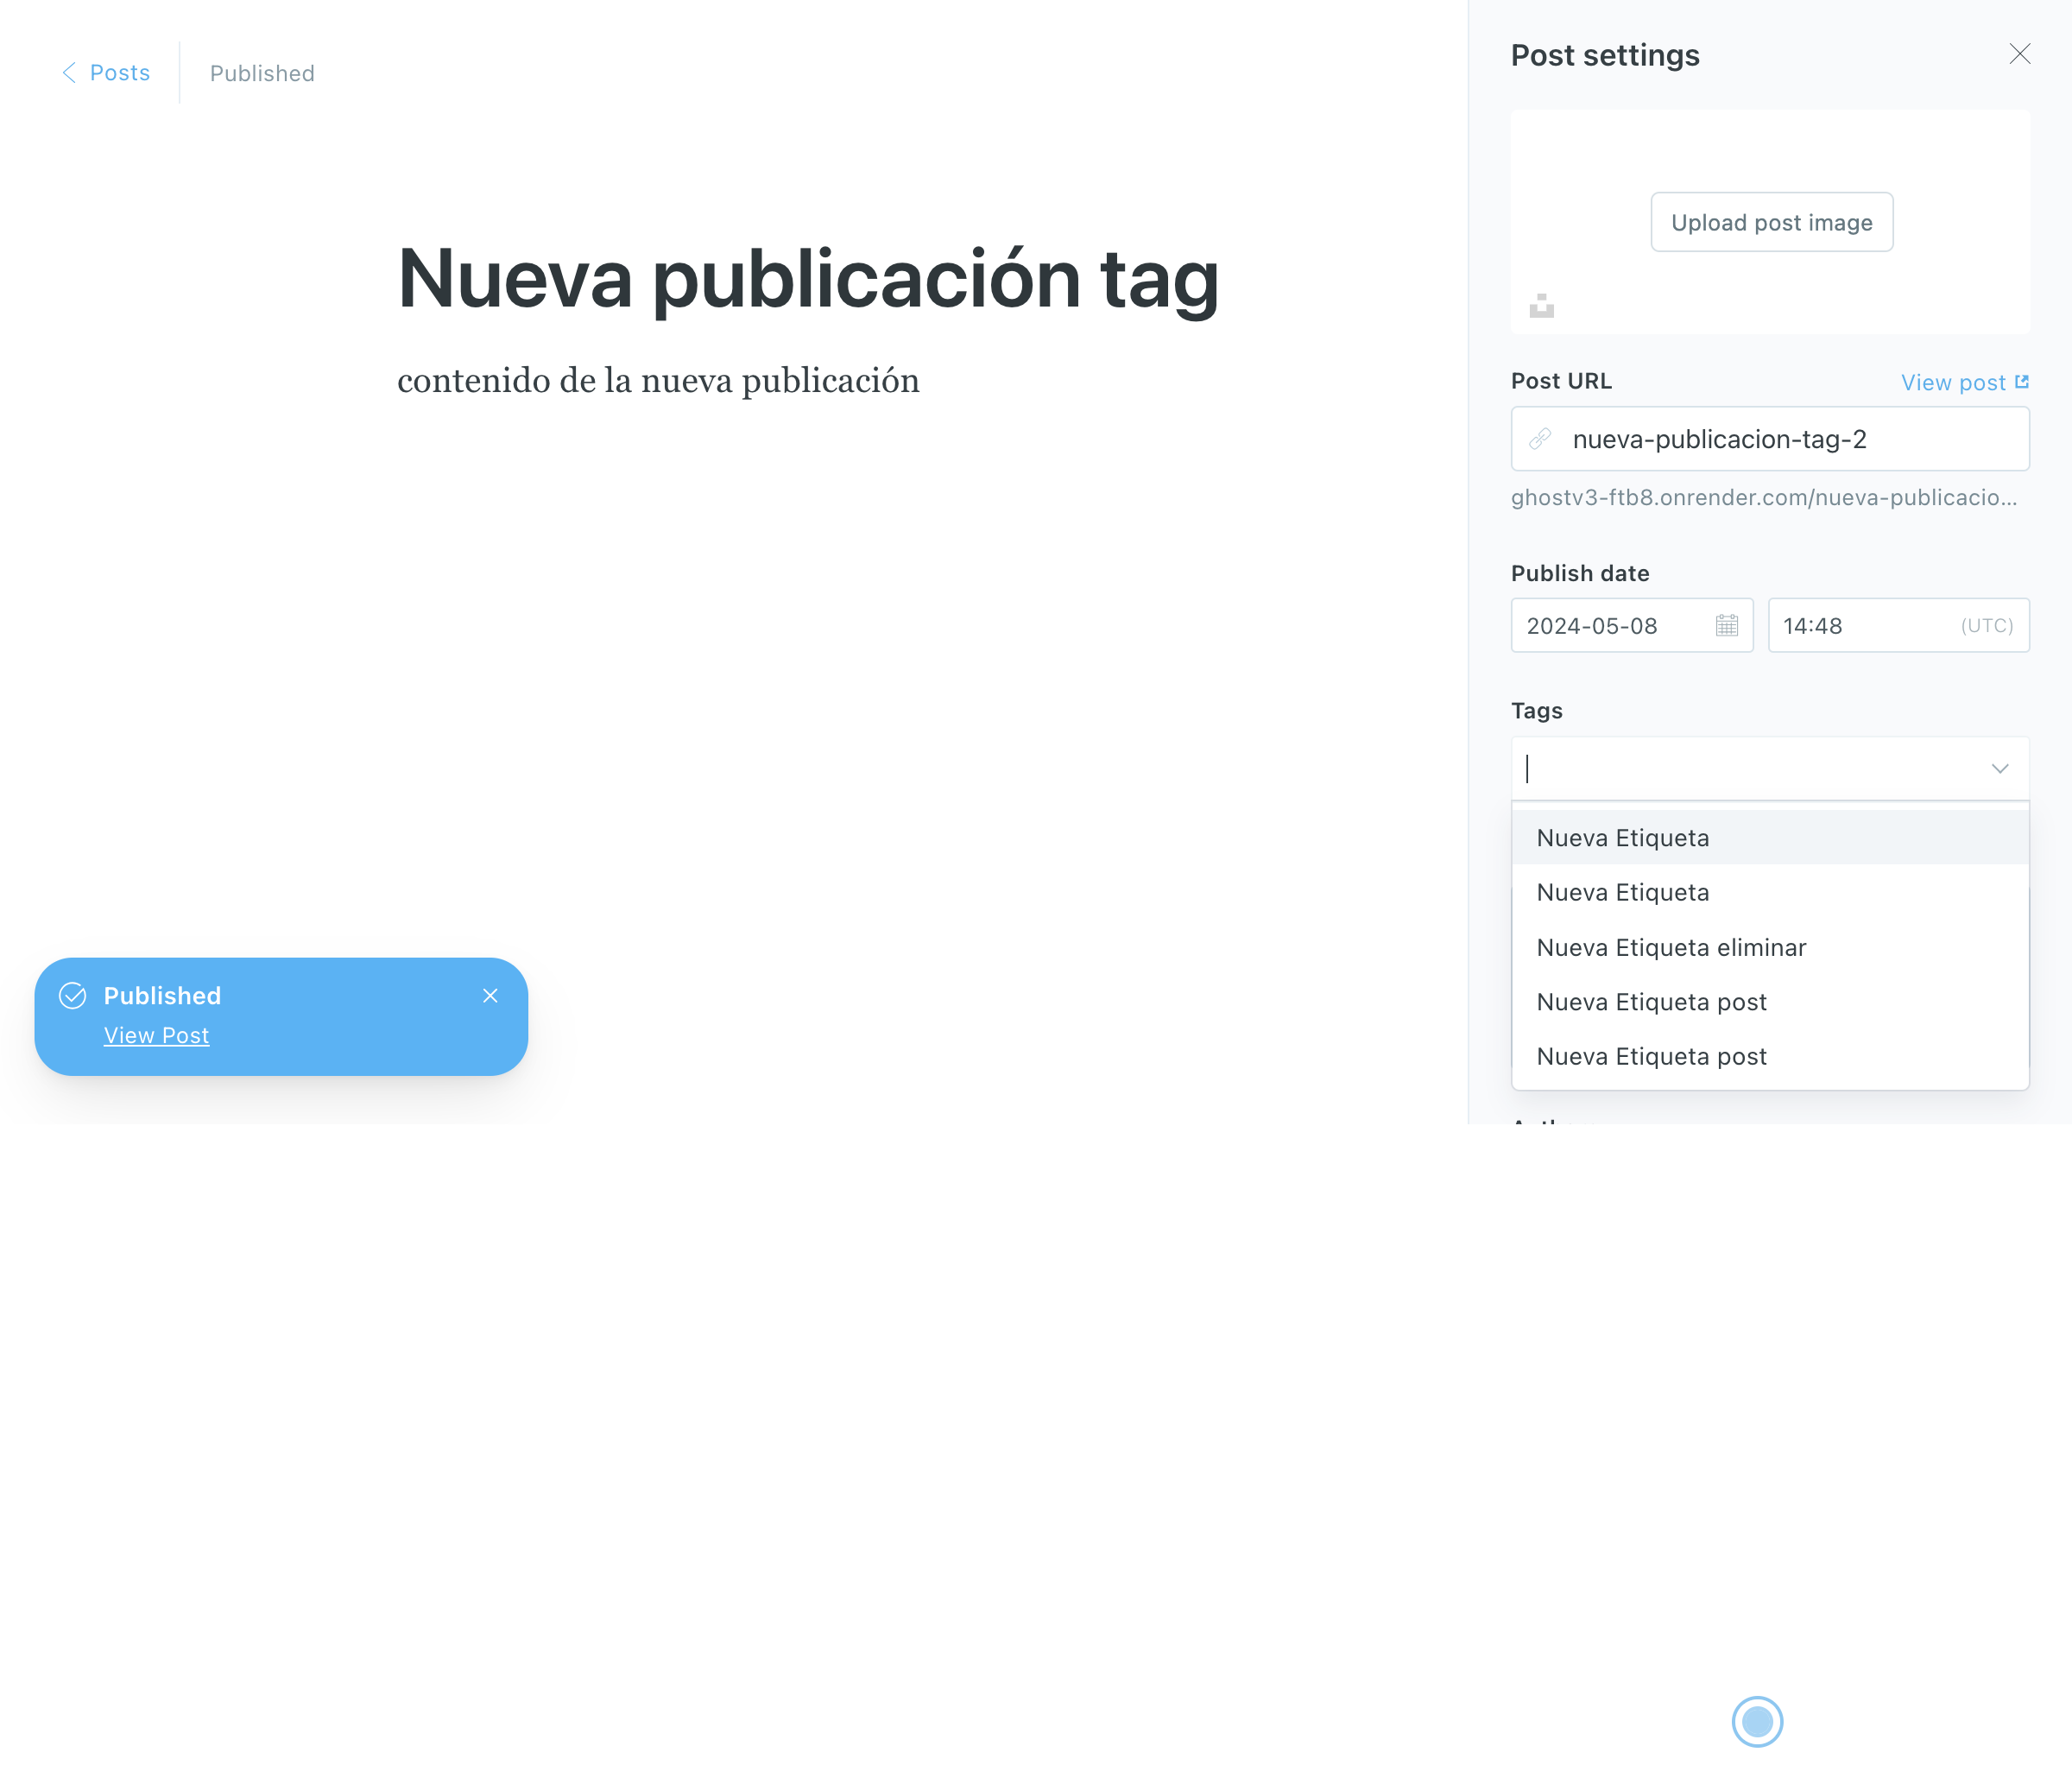 Posts
Published
Nueva publicación tag
contenido de la nueva publicación
Published
View Post
Post settings
Upload post image
Post URL
View post
nueva-publicacion-tag-2
ghostv3-ftb8.onrender.com/nueva-publicacio...
Publish date
2024-05-08
14:48
(UTC)
Tags
Nueva Etiqueta
Nueva Etiqueta
Nueva Etiqueta eliminar
Nueva Etiqueta post
Nueva Etiqueta post